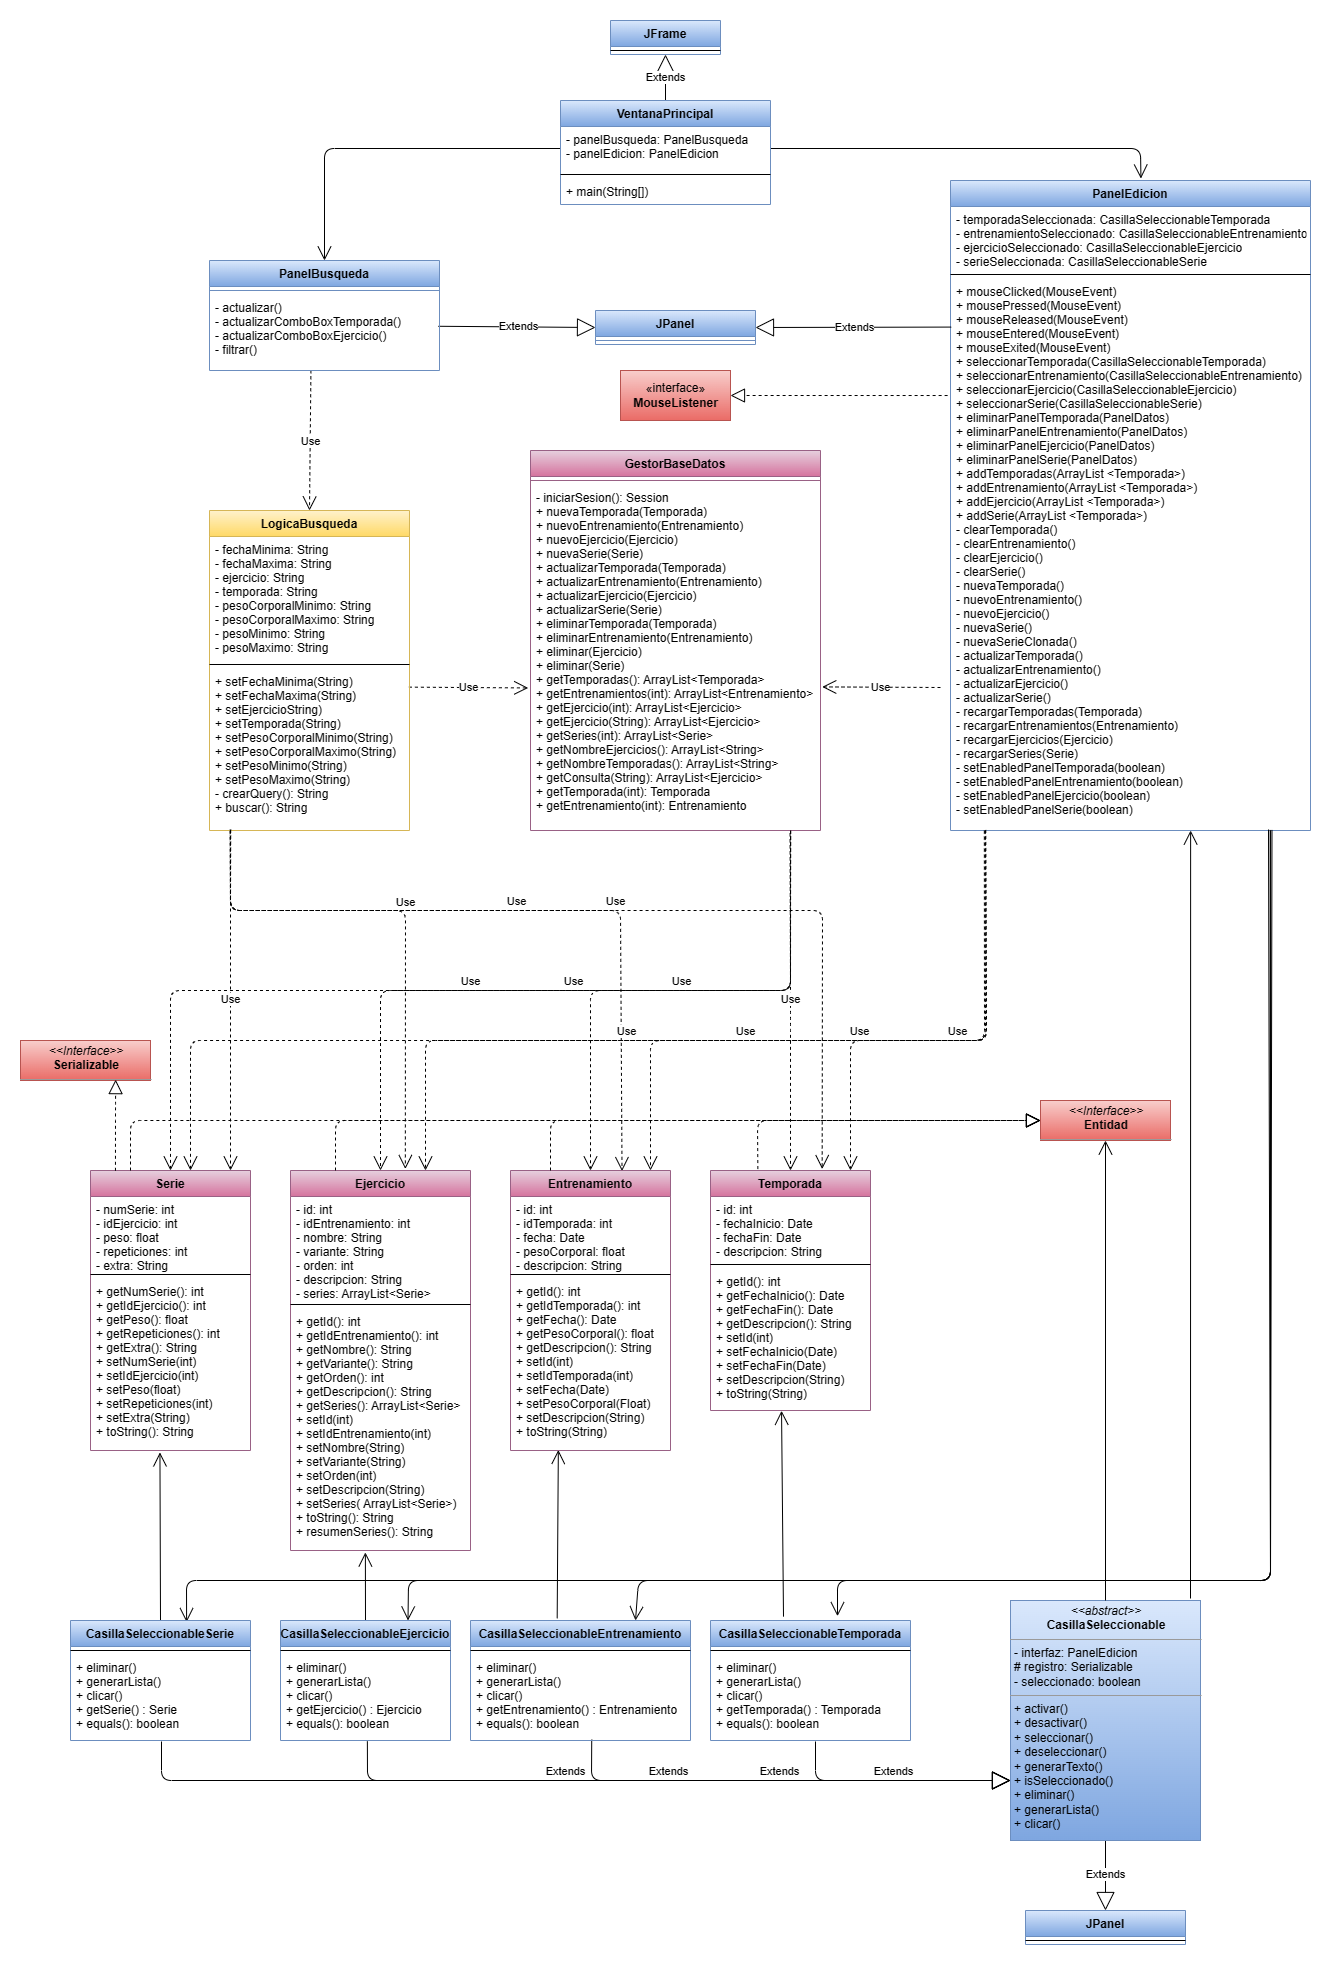 JFrame
Extends
VentanaPrincipal
- panelBusqueda: PanelBusqueda
- panelEdicion: PanelEdicion
+ main(String[])
PanelEdicion
- temporadaSeleccionada: CasillaSeleccionableTemporada
- entrenamientoSeleccionado: CasillaSeleccionableEntrenamiento
- ejercicioSeleccionado: CasillaSeleccionableEjercicio
- serieSeleccionada: CasillaSeleccionableSerie
+ mouseClicked(MouseEvent)
+ mousePressed(MouseEvent)
+ mouseReleased(MouseEvent)
+ mouseEntered(MouseEvent)
+ mouseExited(MouseEvent)
+ seleccionarTemporada(CasillaSeleccionableTemporada)
+ seleccionarEntrenamiento(CasillaSeleccionableEntrenamiento)
+ seleccionarEjercicio(CasillaSeleccionableEjercicio)
+ seleccionarSerie(CasillaSeleccionableSerie)
+ eliminarPanelTemporada(PanelDatos)
+ eliminarPanelEntrenamiento(PanelDatos)
+ eliminarPanelEjercicio(PanelDatos)
+ eliminarPanelSerie(PanelDatos)
+ addTemporadas(ArrayList <Temporada>)
+ addEntrenamiento(ArrayList <Temporada>)
+ addEjercicio(ArrayList <Temporada>)
+ addSerie(ArrayList <Temporada>)
- clearTemporada()
- clearEntrenamiento()
- clearEjercicio()
- clearSerie()
- nuevaTemporada()
- nuevoEntrenamiento()
- nuevoEjercicio()
- nuevaSerie()
- nuevaSerieClonada()
- actualizarTemporada()
- actualizarEntrenamiento()
- actualizarEjercicio()
- actualizarSerie()
- recargarTemporadas(Temporada)
- recargarEntrenamientos(Entrenamiento)
- recargarEjercicios(Ejercicio)
- recargarSeries(Serie)
- setEnabledPanelTemporada(boolean)
- setEnabledPanelEntrenamiento(boolean)
- setEnabledPanelEjercicio(boolean)
- setEnabledPanelSerie(boolean)
PanelBusqueda
- actualizar()
- actualizarComboBoxTemporada()
- actualizarComboBoxEjercicio()
- filtrar()
Extends
JPanel
Extends
«interface»
MouseListener
Use
GestorBaseDatos
- iniciarSesion(): Session
+ nuevaTemporada(Temporada)
+ nuevoEntrenamiento(Entrenamiento)
+ nuevoEjercicio(Ejercicio)
+ nuevaSerie(Serie)
+ actualizarTemporada(Temporada)
+ actualizarEntrenamiento(Entrenamiento)
+ actualizarEjercicio(Ejercicio)
+ actualizarSerie(Serie)
+ eliminarTemporada(Temporada)
+ eliminarEntrenamiento(Entrenamiento)
+ eliminar(Ejercicio)
+ eliminar(Serie)
+ getTemporadas(): ArrayList<Temporada>
+ getEntrenamientos(int): ArrayList<Entrenamiento>
+ getEjercicio(int): ArrayList<Ejercicio>
+ getEjercicio(String): ArrayList<Ejercicio>
+ getSeries(int): ArrayList<Serie>
+ getNombreEjercicios(): ArrayList<String>
+ getNombreTemporadas(): ArrayList<String>
+ getConsulta(String): ArrayList<Ejercicio>
+ getTemporada(int): Temporada
+ getEntrenamiento(int): Entrenamiento
LogicaBusqueda
- fechaMinima: String
- fechaMaxima: String
- ejercicio: String
- temporada: String
- pesoCorporalMinimo: String
- pesoCorporalMaximo: String
- pesoMinimo: String
- pesoMaximo: String
+ setFechaMinima(String)
+ setFechaMaxima(String)
+ setEjercicioString)
+ setTemporada(String)
+ setPesoCorporalMinimo(String)
+ setPesoCorporalMaximo(String)
+ setPesoMinimo(String)
+ setPesoMaximo(String)
- crearQuery(): String
+ buscar(): String
Use
Use
Use
Use
Use
Use
Use
Use
Use
Use
Use
Use
Use
Use
<<Interface>>
Serializable
<<Interface>>
Entidad
Serie
- numSerie: int
- idEjercicio: int
- peso: float
- repeticiones: int
- extra: String
+ getNumSerie(): int
+ getIdEjercicio(): int
+ getPeso(): float
+ getRepeticiones(): int
+ getExtra(): String
+ setNumSerie(int)
+ setIdEjercicio(int)
+ setPeso(float)
+ setRepeticiones(int)
+ setExtra(String)
+ toString(): String
Ejercicio
- id: int
- idEntrenamiento: int
- nombre: String
- variante: String
- orden: int
- descripcion: String
- series: ArrayList<Serie>
+ getId(): int
+ getIdEntrenamiento(): int
+ getNombre(): String
+ getVariante(): String
+ getOrden(): int
+ getDescripcion(): String
+ getSeries(): ArrayList<Serie>
+ setId(int)
+ setIdEntrenamiento(int)
+ setNombre(String)
+ setVariante(String)
+ setOrden(int)
+ setDescripcion(String)
+ setSeries( ArrayList<Serie>)
+ toString(): String
+ resumenSeries(): String
Entrenamiento
- id: int
- idTemporada: int
- fecha: Date
- pesoCorporal: float
- descripcion: String
+ getId(): int
+ getIdTemporada(): int
+ getFecha(): Date
+ getPesoCorporal(): float
+ getDescripcion(): String
+ setId(int)
+ setIdTemporada(int)
+ setFecha(Date)
+ setPesoCorporal(Float)
+ setDescripcion(String)
+ toString(String)
Temporada
- id: int
- fechaInicio: Date
- fechaFin: Date
- descripcion: String
+ getId(): int
+ getFechaInicio(): Date
+ getFechaFin(): Date
+ getDescripcion(): String
+ setId(int)
+ setFechaInicio(Date)
+ setFechaFin(Date)
+ setDescripcion(String)
+ toString(String)
CasillaSeleccionableSerie
+ eliminar()
+ generarLista()
+ clicar()
+ getSerie() : Serie
+ equals(): boolean
CasillaSeleccionableEjercicio
+ eliminar()
+ generarLista()
+ clicar()
+ getEjercicio() : Ejercicio
+ equals(): boolean
CasillaSeleccionableEntrenamiento
+ eliminar()
+ generarLista()
+ clicar()
+ getEntrenamiento() : Entrenamiento
+ equals(): boolean
CasillaSeleccionableTemporada
+ eliminar()
+ generarLista()
+ clicar()
+ getTemporada() : Temporada
+ equals(): boolean
<<abstract>>
CasillaSeleccionable
- interfaz: PanelEdicion
# registro: Serializable
- seleccionado: boolean
+ activar()
+ desactivar()
+ seleccionar()
+ deseleccionar()
+ generarTexto()
+ isSeleccionado()
+ eliminar()
+ generarLista()
+ clicar()
Extends
Extends
Extends
Extends
Extends
JPanel